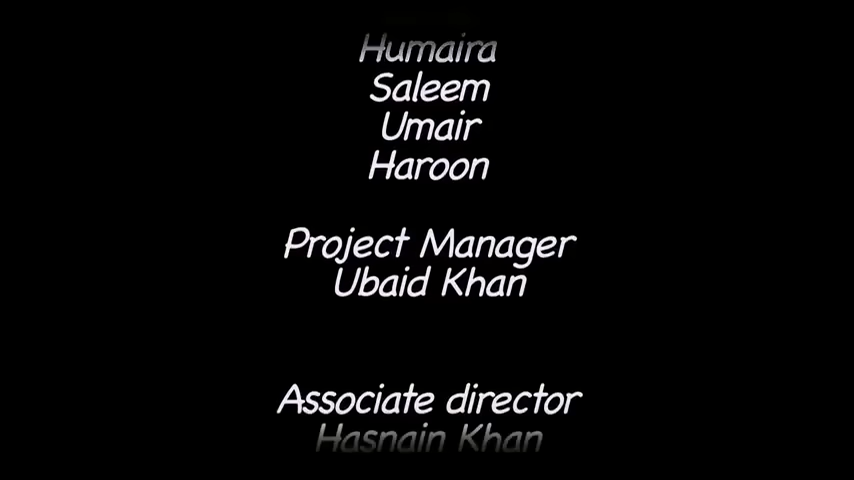 Humaira
Saleem
Umair
Haroon
Project Manager
Ubaid Khan
Associate director
Hasnain Khan